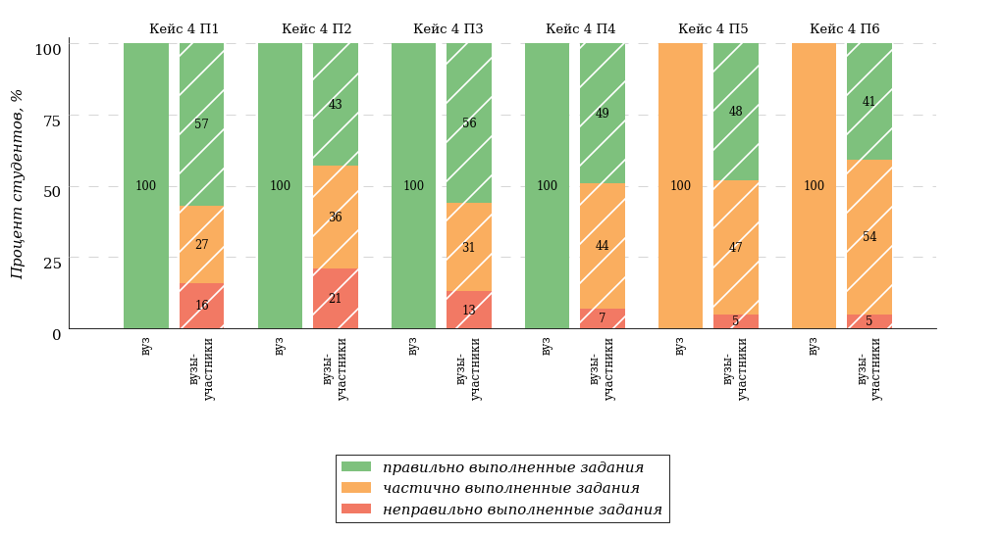 Кейс 4 П1 Кейс 4 П2 Кейс 4 П3 Кейс 4 П4 Кейс 4 П5 Кейс 4 П6
Процент студентов, %
100
75
50
25
0
100 57 27 16
100 43 36 21
100 56 31 13
100 49 44 7
100 48 47 5
100 41 54 5
вуз
вузы-
участники
вуз
вузы-
участники
вуз
вузы-
участники
вуз
вузы-
участники
вуз
вузы-
участники
вуз
вузы-
участники
правильно выполненные задания
частично выполненные задания
неправильно выполненные задания